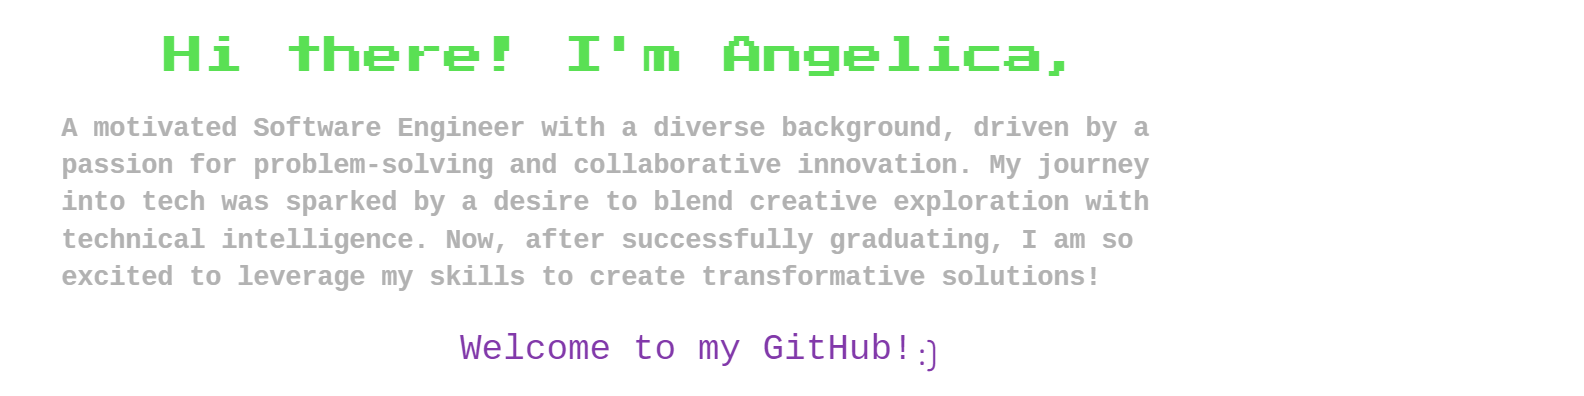 Hi there! I'm Angelica,
A motivated Software Engineer with a diverse background, driven by a
passion for problem-solving and collaborative innovation. My journey
into tech was sparked by a desire to blend creative exploration with
technical intelligence. Now, after successfully graduating, I am so
excited to leverage my skills to create transformative solutions!
Welcome to my GitHub!:)